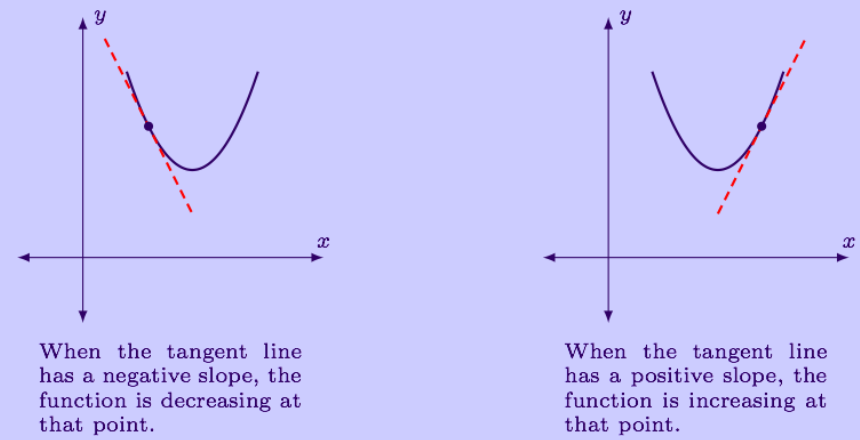 y
x
When the tangent line
has a negative slope, the
function is decreasing at
that point.
y
x
When the tangent line
has a positive slope, the
function is increasing at
that point.